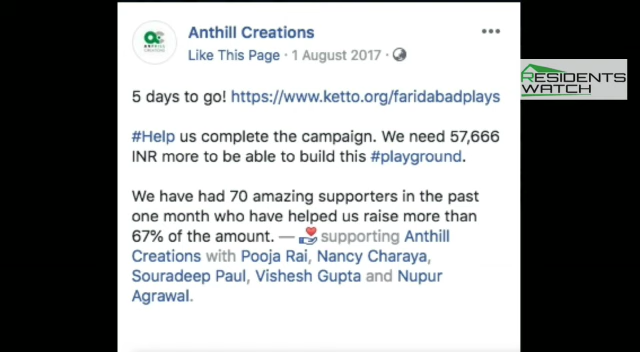 Anthill Creations
Like This Page · 1 August 2017 ·
RESIDENTS
WATCH
5 days to go! https://www.ketto.org/faridabadplays
#Help us complete the campaign. We need 57,666
INR more to be able to build this #playground.
We have had 70 amazing supporters in the past
one month who have helped us raise more than
67% of the amount. — supporting Anthill
Creations with Pooja Rai, Nancy Charaya,
Souradeep Paul, Vishesh Gupta and Nupur
Agrawal.